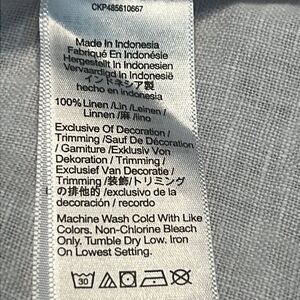 CKP485610667
Made In Indonesia
Fabriqué En Indonésie
Hergestellt In Indonesien
Vervaardigd In Indonesië
インドネシア製
hecho en indonesia
100% Linen /Lin /Leinen /
Linnen /麻 /lino
Exclusive Of Decoration /
Trimming /Sauf De Décoration
/ Garniture /Exklusiv Von
Dekoration / Trimming /
Exclusief Van Decoratie /
Trimming /装飾/トリミング
の排他的 /exclusivo de la
decoración / recorado
Machine Wash Cold With Like
Colors. Non-Chlorine Bleach
Only. Tumble Dry Low. Iron
On Lowest Setting.
30